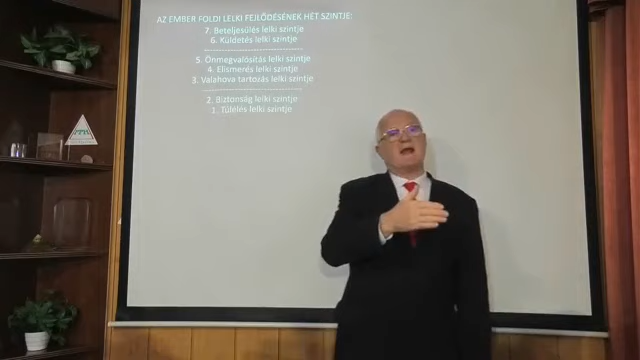 AZ EMBER FÖLDI LELKI FEJLŐDÉSÉNEK HÉT SZINTJE:
7. Beteljesülés lelki szintje
6. Küldetés lelki szintje
5. Önmegvalósítás lelki szintje
4. Elismerés lelki szintje
3. Valahova tartozás lelki szintje
2. Biztonság lelki szintje
1. Túlélés lelki szintje